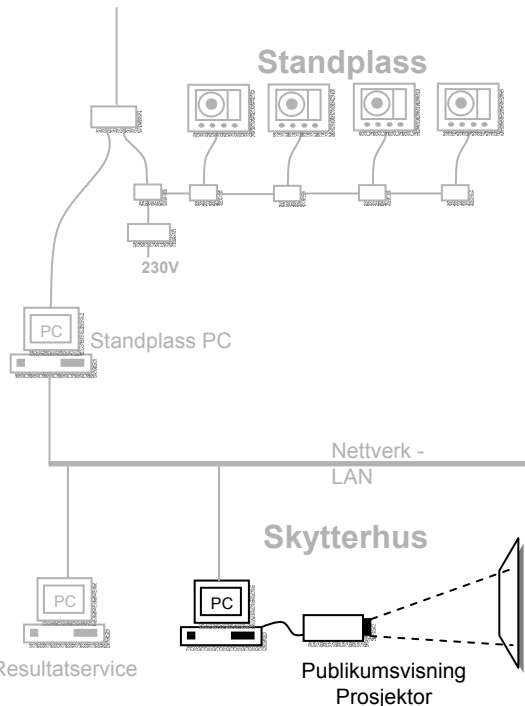 Standplass
230V
PC
Standplass PC
Nettverk -
LAN
Skytterhus
PC
PC
Resultatservice
Publikumsvisning
Prosjektor